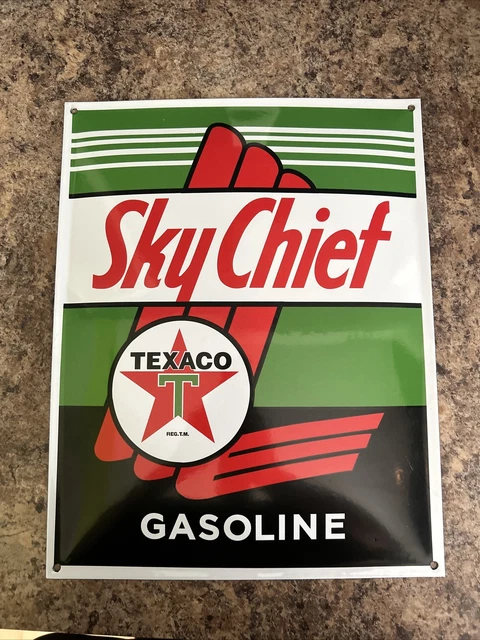 Sky Chief
TEXACO
T
REG.T.M.
GASOLINE